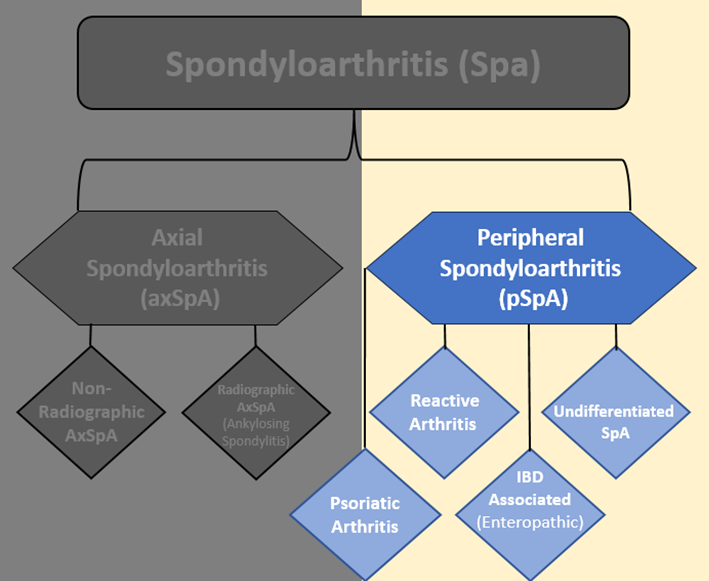 Spondyloarthritis (Spa)
Axial
Spondyloarthritis
(axSpA)
Peripheral
Spondyloarthritis
(pSpA)
Non-
Radiographic
AxSpA
Radiographic
AxSpA
(Ankylosing
Spondylitis)
Reactive
Arthritis
Undifferentiated
SpA
Psoriatic
Arthritis
IBD
Associated
(Enteropathic)